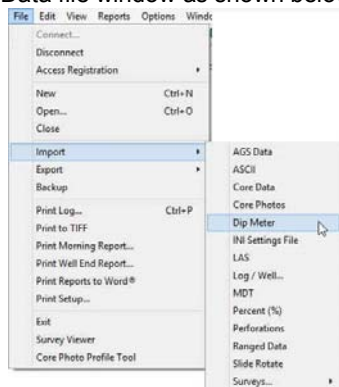 Data file window as shown belo
File Edit View Reports Options Windo
Connect...
Disconnect
Access Registration
New Ctrl+N
Open... Ctrl+O
Close
Import
Export
Backup
Print Log... Ctrl+P
Print to TIFF
Print Morning Report...
Print Well End Report...
Print Reports to Word®
Print Setup...
Exit
Survey Viewer
Core Photo Profile Tool
AGS Data
ASCII
Core Data
Core Photos
Dip Meter
INI Settings File
LAS
Log / Well...
MDT
Percent (%)
Perforations
Ranged Data
Slide Rotate
Surveys...